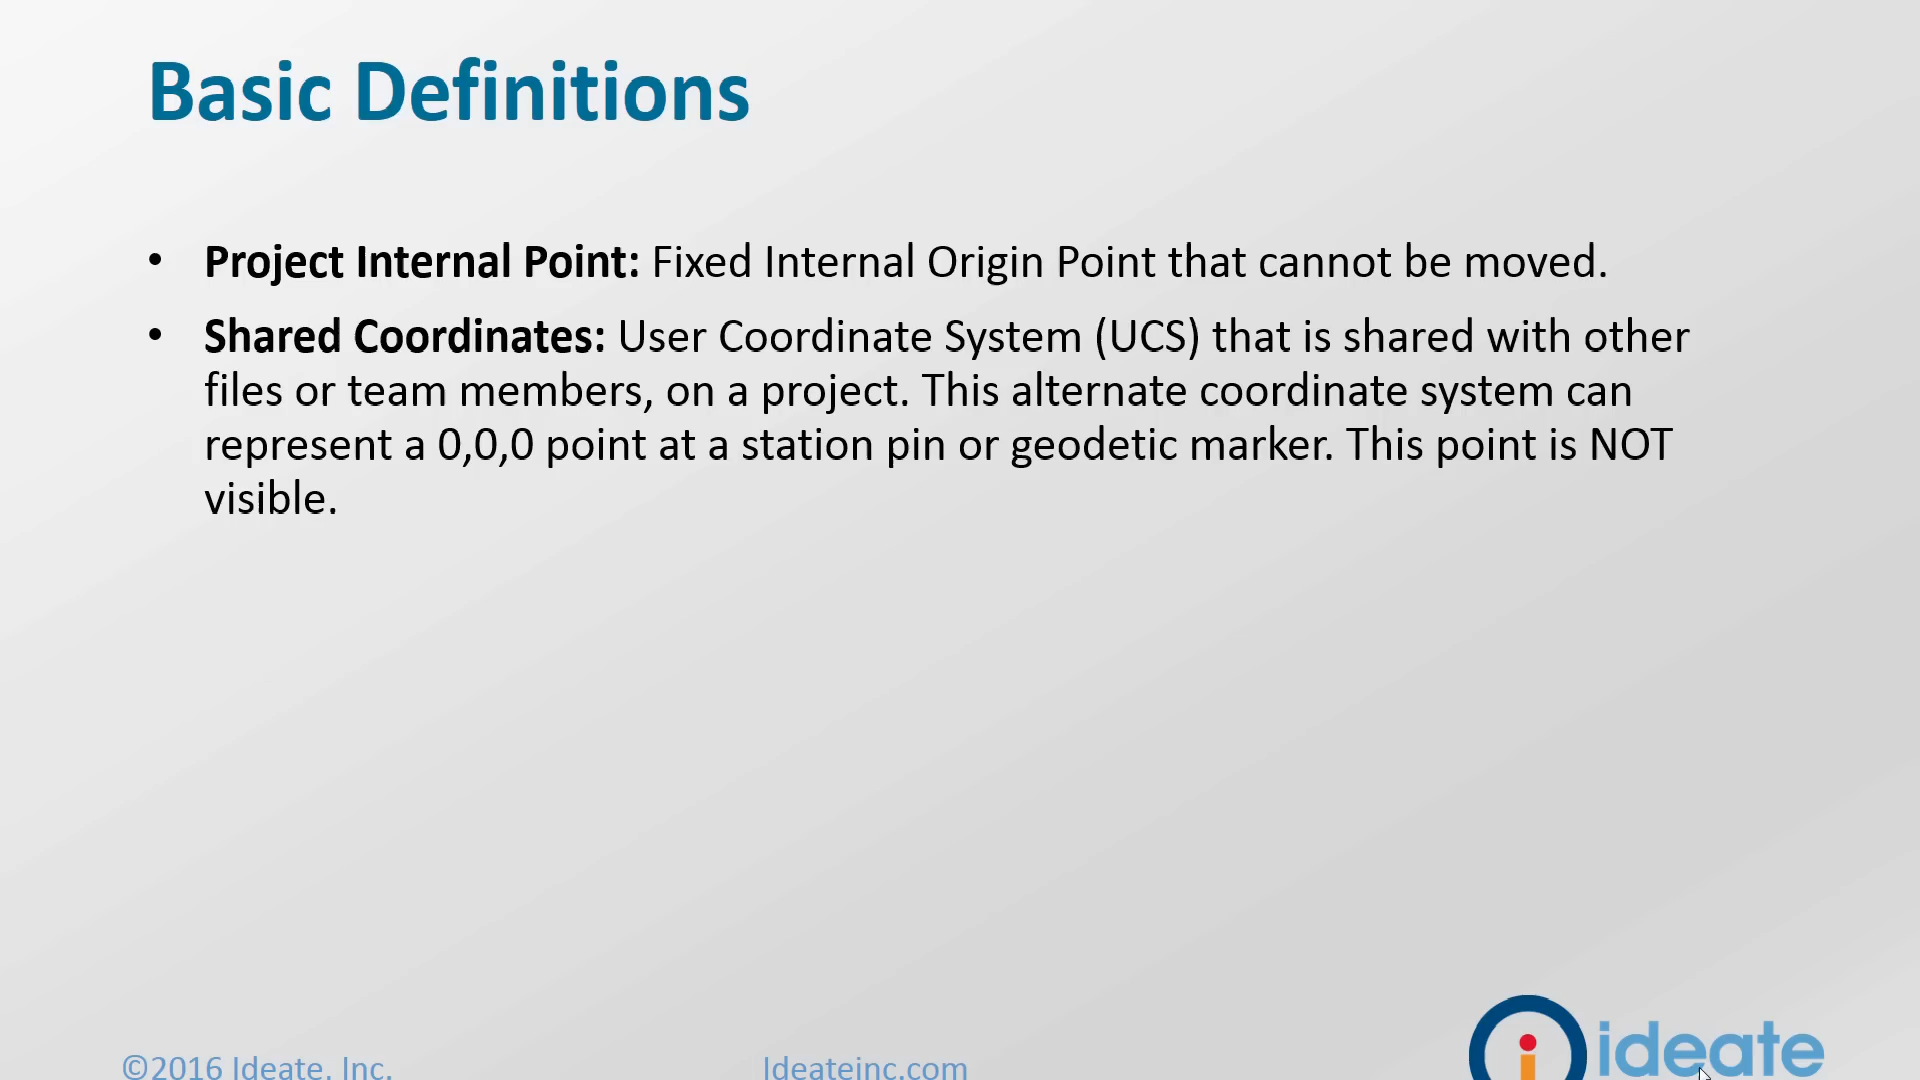 Basic Definitions
• Project Internal Point: Fixed Internal Origin Point that cannot be moved.
• Shared Coordinates: User Coordinate System (UCS) that is shared with other
files or team members, on a project. This alternate coordinate system can
represent a 0,0,0 point at a station pin or geodetic marker. This point is NOT
visible.
©2016 Ideate, Inc.
Ideateinc.com
ideate